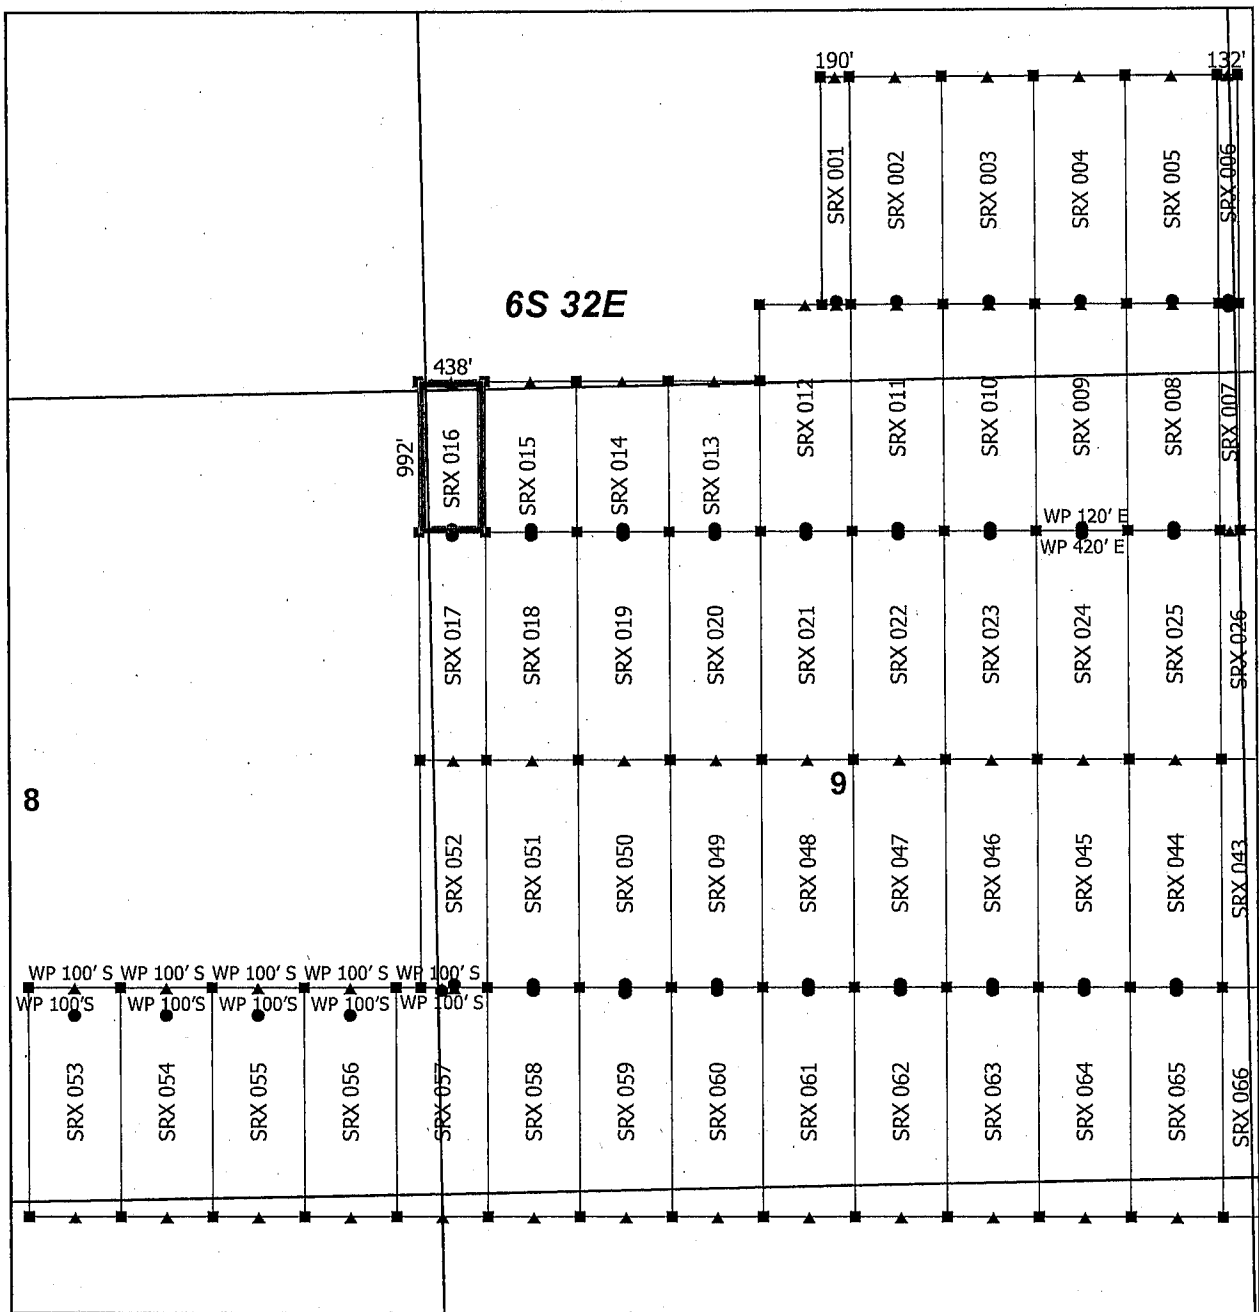 190'
132'
SRX 001
SRX 002
SRX 003
SRX 004
SRX 005
SRX 006
6S 32E
438'
992'
SRX 016
SRX 015
SRX 014
SRX 013
SRX 012
SRX 011
SRX 010
SRX 009
SRX 008
SRX 007
WP 120' E
WP 420' E
SRX 017
SRX 018
SRX 019
SRX 020
SRX 021
SRX 022
SRX 023
SRX 024
SRX 025
SRX 026
8
9
SRX 052
SRX 051
SRX 050
SRX 049
SRX 048
SRX 047
SRX 046
SRX 045
SRX 044
SRX 043
WP 100' S
WP 100' S
WP 100' S
WP 100' S
WP 100' S
WP 100'S
WP 100'S
WP 100'S
WP 100'S
WP 100' S
SRX 053
SRX 054
SRX 055
SRX 056
SRX 057
SRX 058
SRX 059
SRX 060
SRX 061
SRX 062
SRX 063
SRX 064
SRX 065
SRX 066